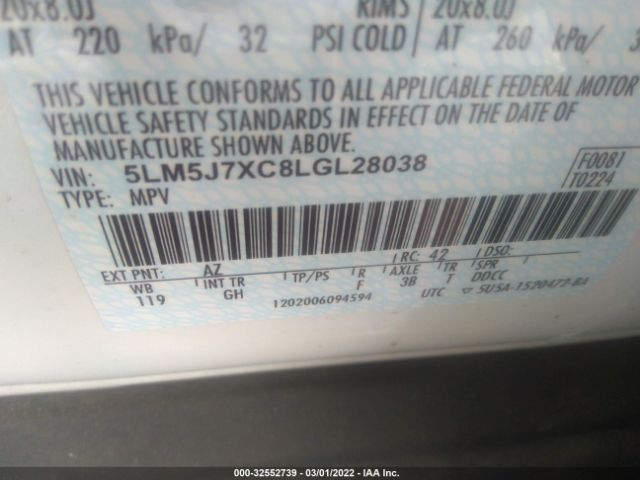 20x8.0J RIMS 20x8.0J
AT 220 kPa/ 32 PSI COLD AT 260 kPa/
THIS VEHICLE CONFORMS TO ALL APPLICABLE FEDERAL MOTOR
VEHICLE SAFETY STANDARDS IN EFFECT ON THE DATE OF
MANUFACTURE SHOWN ABOVE.
VIN: 5LM5J7XC8LGL28038 F0081
TYPE: MPV T0224
EXT PNT: AZ RC: 42 DSO:
WB INT TR TP/PS R AXLE TR SPR
119 GH F 3B T DDCC
1202006094594 UTC ▽ 5U5A-1520472-BA
000-32552739 - 03/01/2022 - IAA Inc.